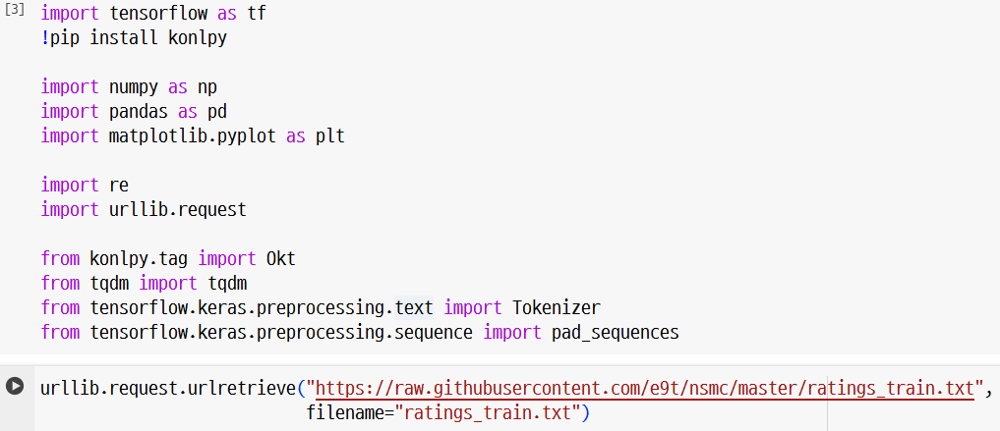 [3] import tensorflow as tf
!pip install konlpy
import numpy as np
import pandas as pd
import matplotlib.pyplot as plt
import re
import urllib.request
from konlpy.tag import Okt
from tqdm import tqdm
from tensorflow.keras.preprocessing.text import Tokenizer
from tensorflow.keras.preprocessing.sequence import pad_sequences
urllib.request.urlretrieve("https://raw.githubusercontent.com/e9t/nsmc/master/ratings_train.txt",
filename="ratings_train.txt")